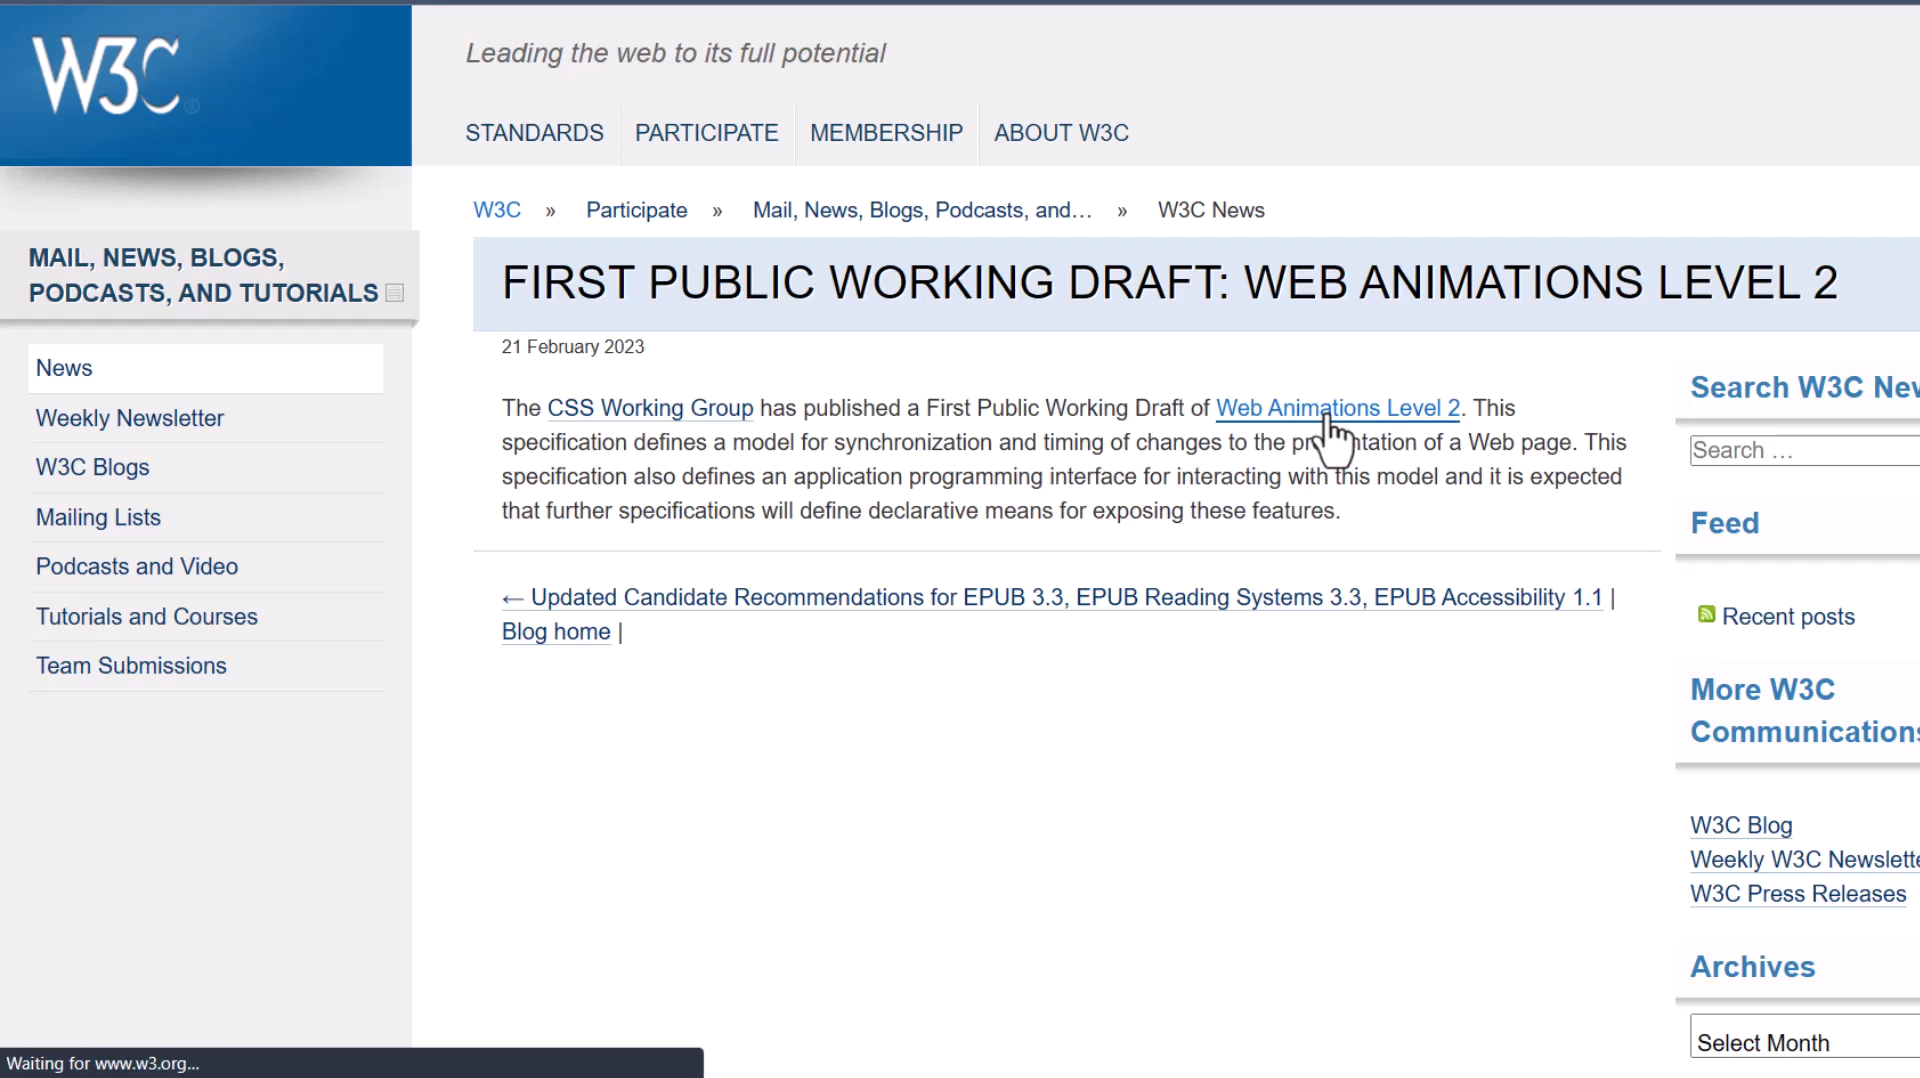 W3C®
Leading the web to its full potential
STANDARDS
PARTICIPATE
MEMBERSHIP
ABOUT W3C
W3C » Participate » Mail, News, Blogs, Podcasts, and… » W3C News
MAIL, NEWS, BLOGS,
PODCASTS, AND TUTORIALS
News
Weekly Newsletter
W3C Blogs
Mailing Lists
Podcasts and Video
Tutorials and Courses
Team Submissions
FIRST PUBLIC WORKING DRAFT: WEB ANIMATIONS LEVEL 2
21 February 2023
The CSS Working Group has published a First Public Working Draft of Web Animations Level 2. This
specification defines a model for synchronization and timing of changes to the of a Web page. This
specification also defines an application programming interface for interacting with this model and it is expected
that further specifications will define declarative means for exposing these features.
← Updated Candidate Recommendations for EPUB 3.3, EPUB Reading Systems 3.3, EPUB Accessibility 1.1 |
Blog home |
Search W3C
Search …
Feed
Recent posts
More W3C
Communications
W3C Blog
Weekly W3C
W3C Press Releases
Archives
Select Month
Waiting for www.w3.org...